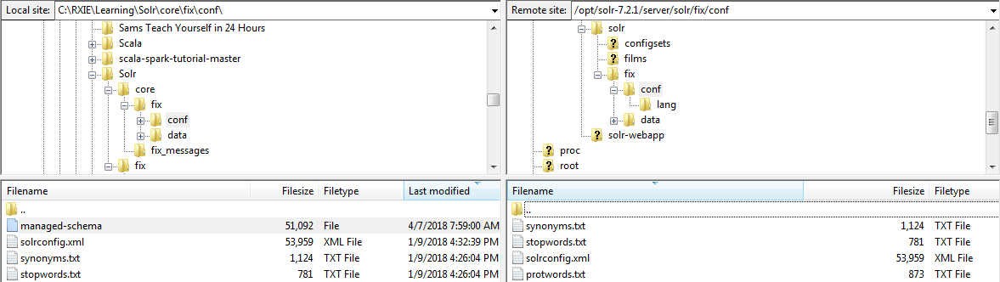 Local site: C:\RXIE\Learning\Solr\core\fix\conf\
Sams Teach Yourself in 24 Hours
Scala
scala-spark-tutorial-master
Solr
core
fix
conf
data
fix_messages
fix
Filename Filesize Filetype Last modified
..
managed-schema 51,092 File 4/7/2018 7:59:00 AM
solrconfig.xml 53,959 XML File 1/9/2018 4:32:39 PM
synonyms.txt 1,124 TXT File 1/9/2018 4:26:04 PM
stopwords.txt 781 TXT File 1/9/2018 4:26:04 PM
Remote site: /opt/solr-7.2.1/server/solr/fix/conf
solr
configsets
films
fix
conf
lang
data
solr-webapp
proc
root
Filename Filesize Filetype
..
synonyms.txt 1,124 TXT File
stopwords.txt 781 TXT File
solrconfig.xml 53,959 XML File
protwords.txt 873 TXT File